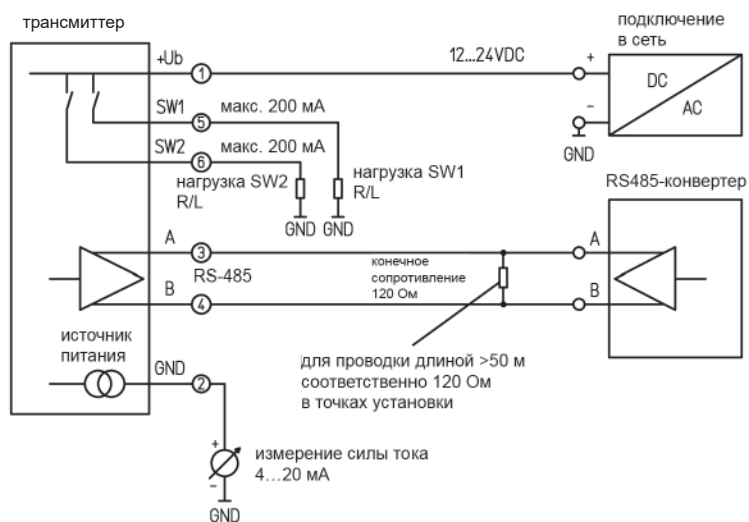 трансмиттер
подключение
в сеть
+Ub
1
12...24VDC
+
DC
AC
−
GND
SW1
5
макс. 200 мА
SW2
6
макс. 200 мА
нагрузка SW2
R/L
нагрузка SW1
R/L
GND
GND
RS485-конвертер
A
3
RS-485
B
4
конечное
сопротивление
120 Ом
A
B
источник
питания
GND
2
для проводки длиной >50 м
соответственно 120 Ом
в точках установки
+
−
измерение силы тока
4...20 мА
GND